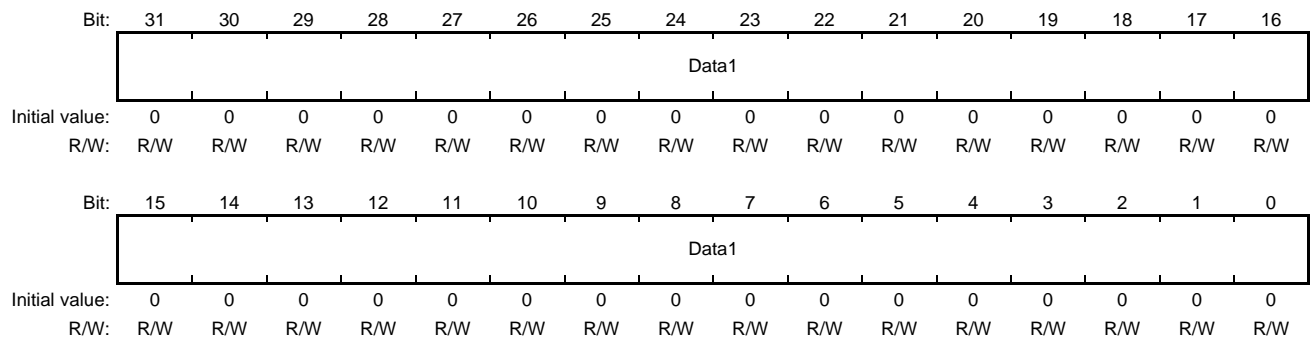 Bit: 31 30 29 28 27 26 25 24 23 22 21 20 19 18 17 16
Data1
Initial value: 0 0 0 0 0 0 0 0 0 0 0 0 0 0 0 0
R/W: R/W R/W R/W R/W R/W R/W R/W R/W R/W R/W R/W R/W R/W R/W R/W R/W
Bit: 15 14 13 12 11 10 9 8 7 6 5 4 3 2 1 0
Data1
Initial value: 0 0 0 0 0 0 0 0 0 0 0 0 0 0 0 0
R/W: R/W R/W R/W R/W R/W R/W R/W R/W R/W R/W R/W R/W R/W R/W R/W R/W